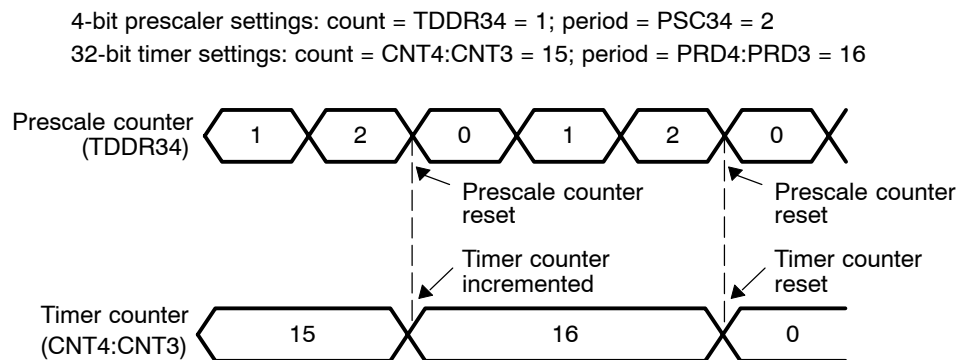 4-bit prescaler settings: count = TDDR34 = 1; period = PSC34 = 2
32-bit timer settings: count = CNT4:CNT3 = 15; period = PRD4:PRD3 = 16
Prescale counter
(TDDR34)
1 2 0 1 2 0
Prescale counter
reset
Prescale counter
reset
Timer counter
incremented
Timer counter
reset
Timer counter
(CNT4:CNT3)
15 16 0